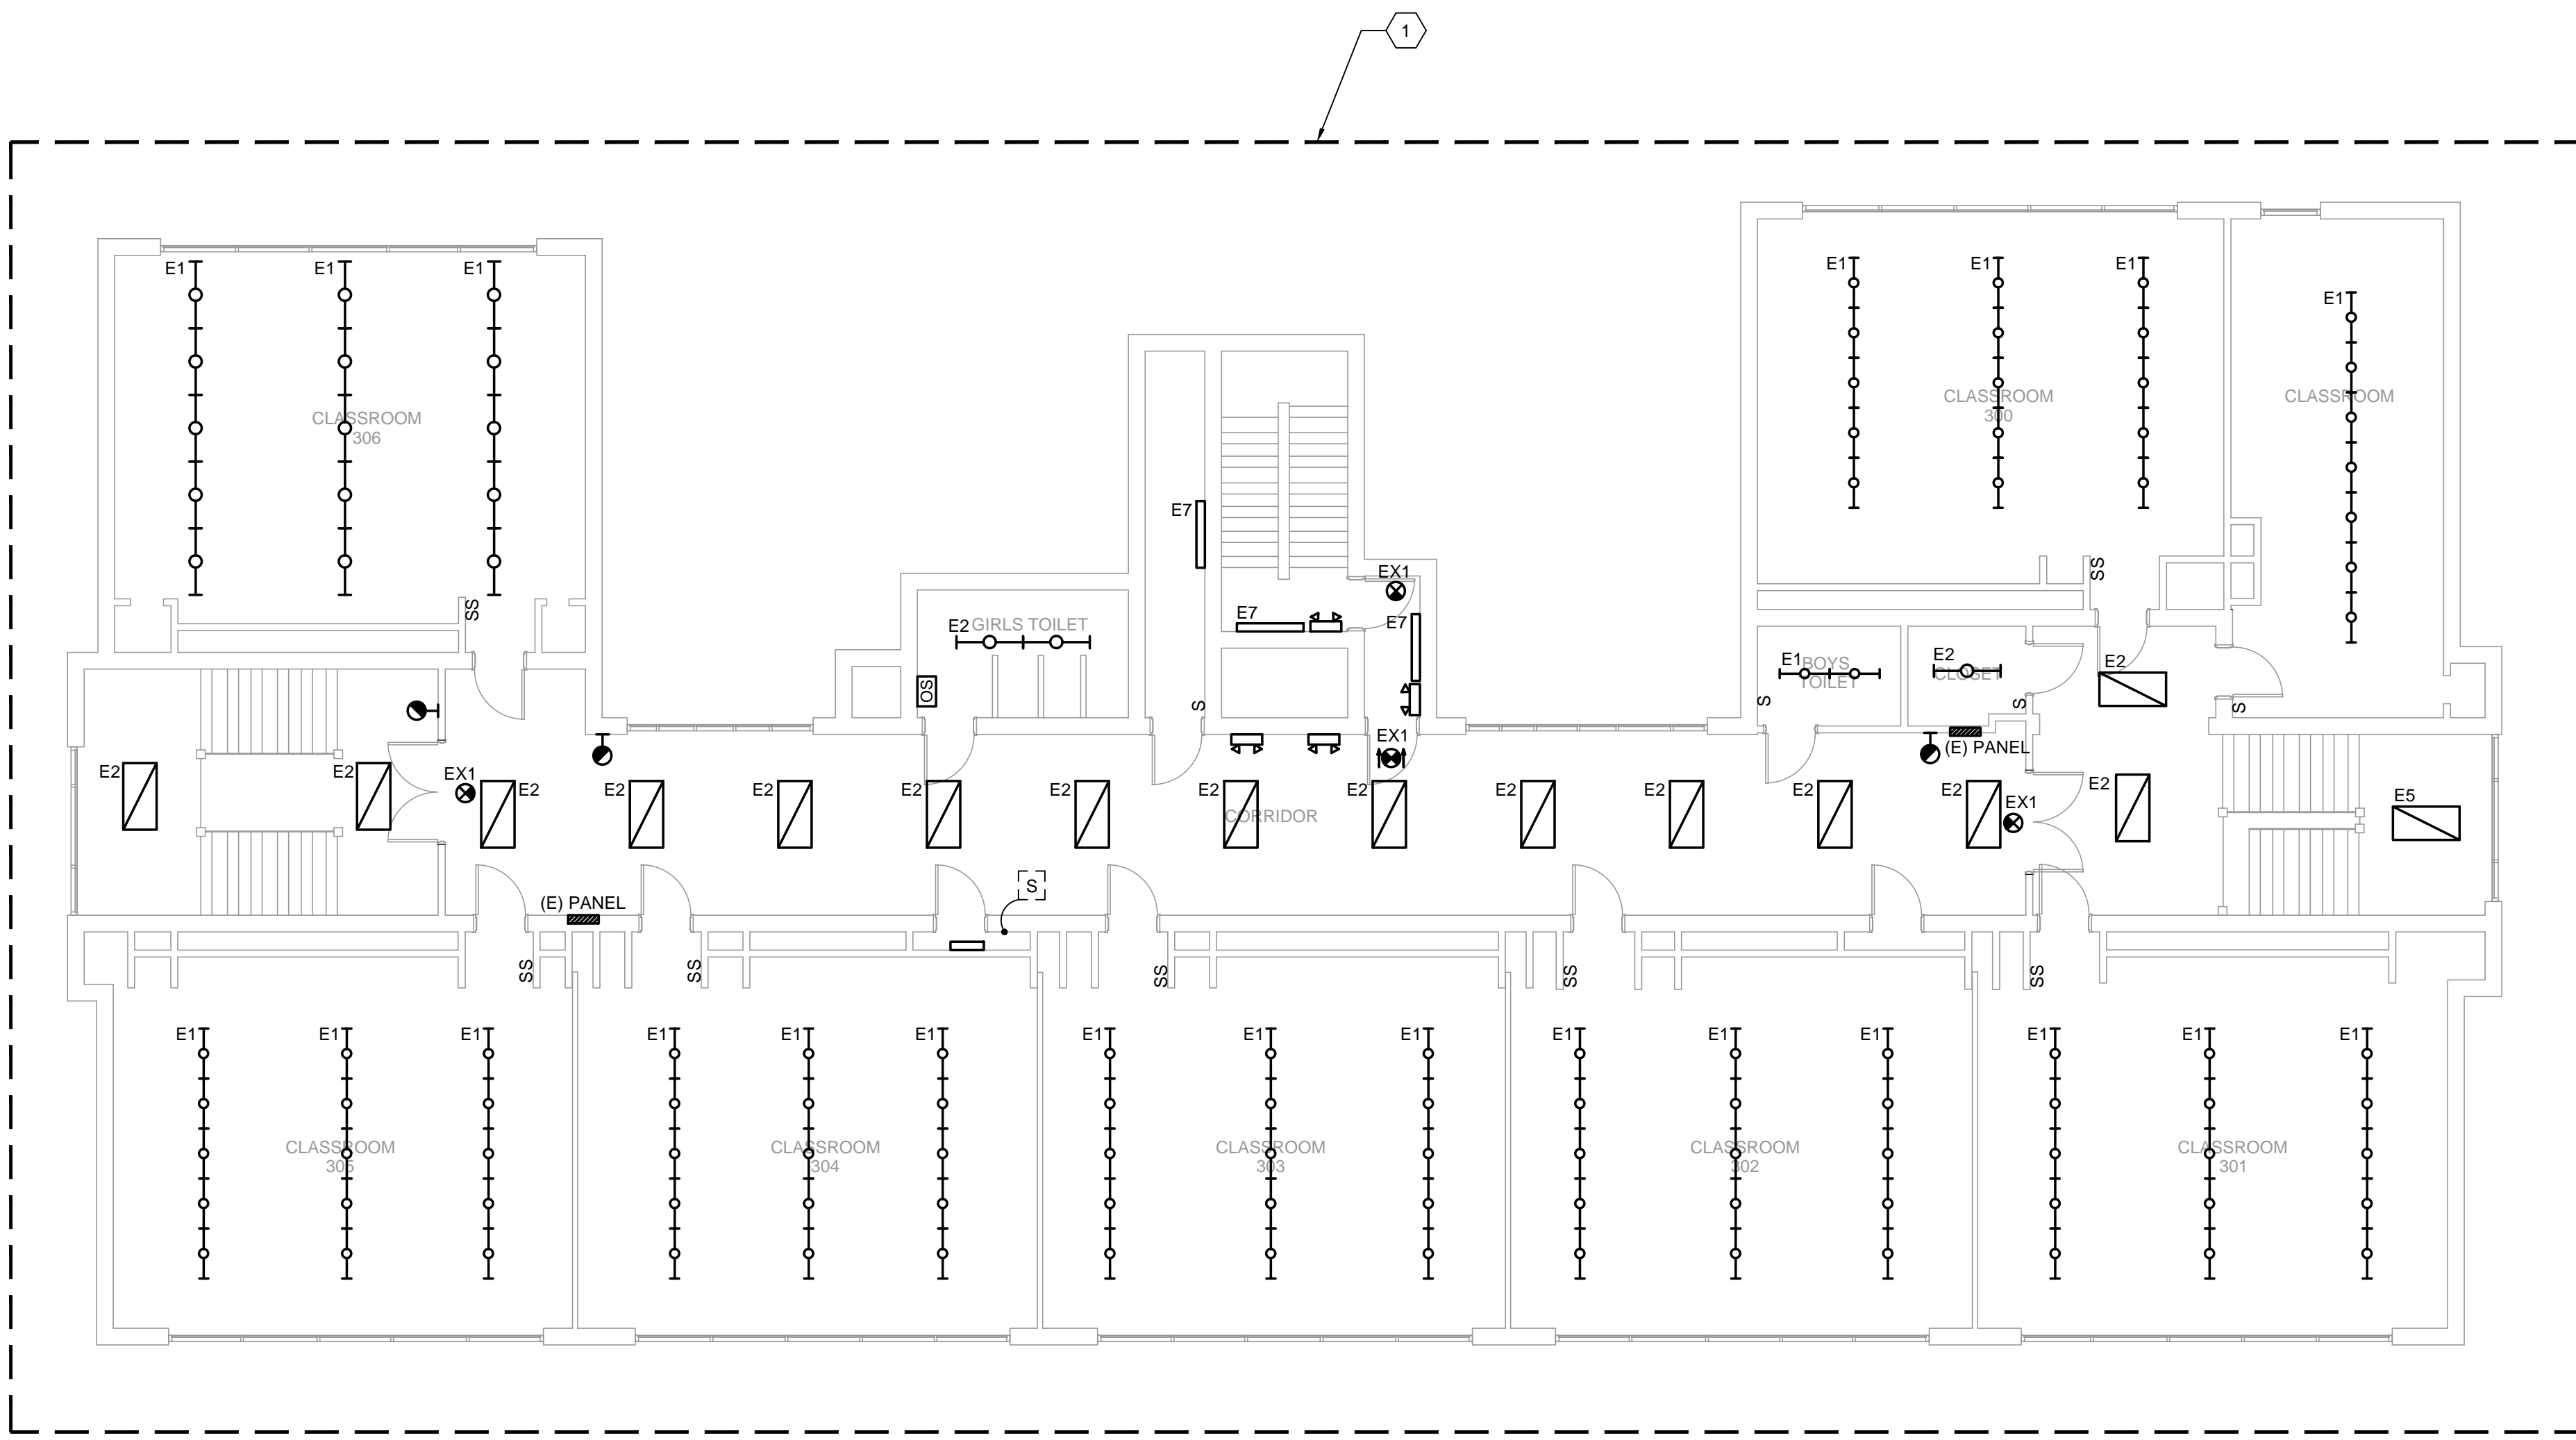 1
E1 E1 E1
E1 E1 E1
E1
CLASSROOM
306
CLASSROOM
300
CLASSROOM
E7
EX1
SS
SS
E7
E7
E2 GIRLS TOILET
E1 BOYS
TOILET
E2
CLOSET
E2
OS
S
S
S
S
EX1
(E) PANEL
E2
E2
EX1
E2
E2
E2
E2
E2
E2
E2
E2
E2
E2
E2
EX1
E2
E5
CORRIDOR
S
(E) PANEL
SS
SS
SS
SS
SS
E1 E1 E1
E1 E1 E1
E1 E1 E1
E1 E1 E1
E1 E1 E1
CLASSROOM
305
CLASSROOM
304
CLASSROOM
303
CLASSROOM
302
CLASSROOM
301